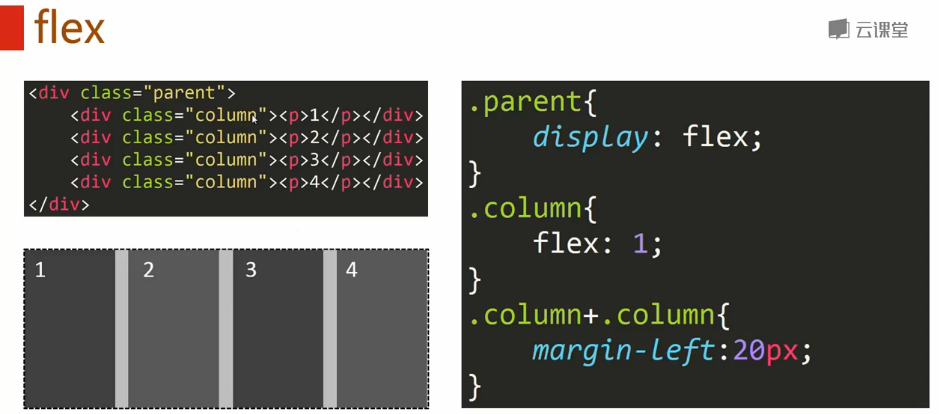 flex
云课堂
<div class="parent">
    <div class="column"><p>1</p></div>
    <div class="column"><p>2</p></div>
    <div class="column"><p>3</p></div>
    <div class="column"><p>4</p></div>
</div>
1 2 3 4
.parent{
    display: flex;
}
.column{
    flex: 1;
}
.column+.column{
    margin-left:20px;
}